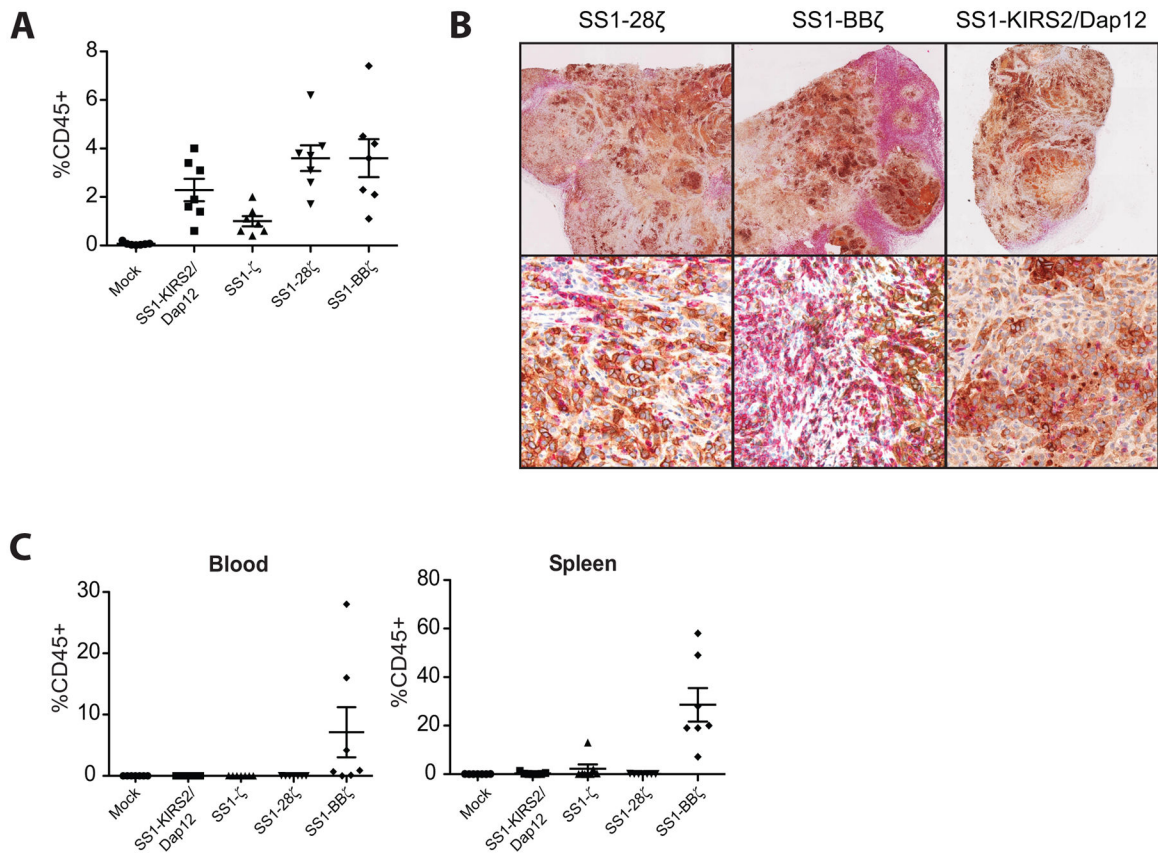 A
%CD45+
8
6
4
2
0
Mock
SS1-KIRS2/
Dap12
SS1-ζ
SS1-28ζ
SS1-BBζ
B
SS1-28ζ
SS1-BBζ
SS1-KIRS2/Dap12
C
Blood
%CD45+
30
20
10
0
Mock
SS1-KIRS2/
Dap12
SS1-ζ
SS1-28ζ
SS1-BBζ
Spleen
%CD45+
80
60
40
20
0
Mock
SS1-KIRS2/
Dap12
SS1-ζ
SS1-28ζ
SS1-BBζ